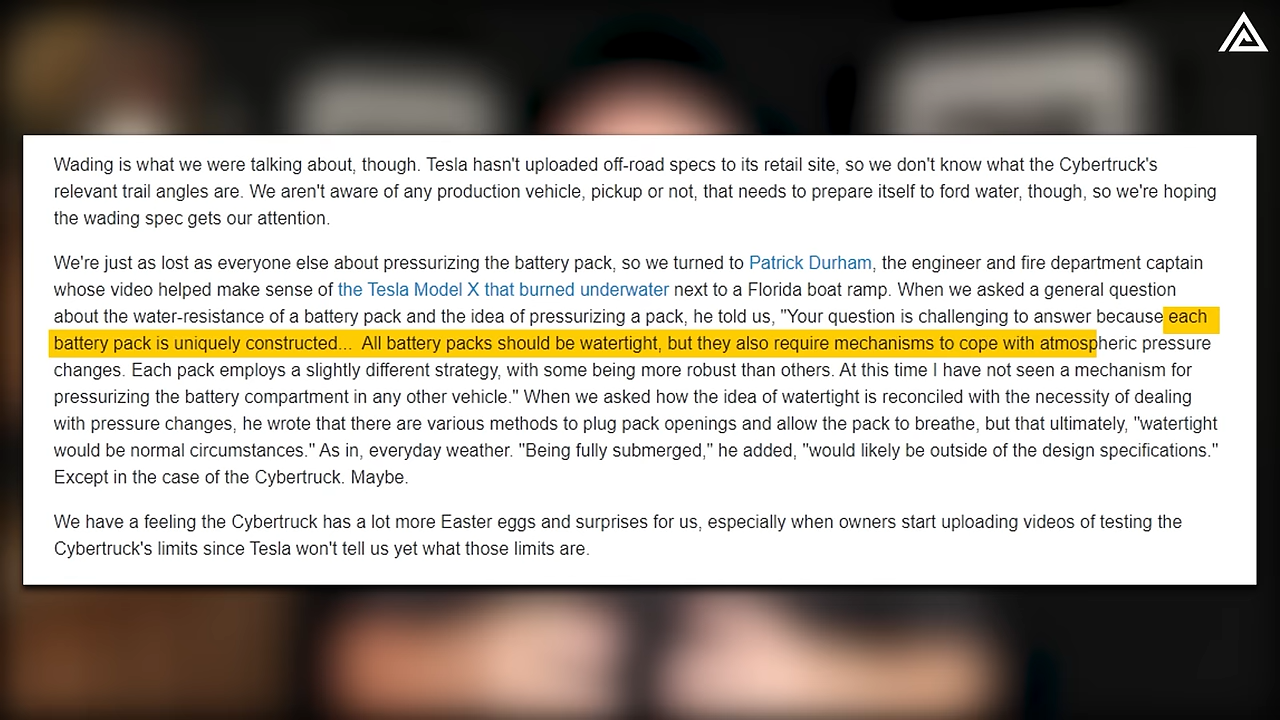 Wading is what we were talking about, though. Tesla hasn't uploaded off-road specs to its retail site, so we don't know what the Cybertruck's
relevant trail angles are. We aren't aware of any production vehicle, pickup or not, that needs to prepare itself to ford water, though, so we're hoping
the wading spec gets our attention.
We're just as lost as everyone else about pressurizing the battery pack, so we turned to Patrick Durham, the engineer and fire department captain
whose video helped make sense of the Tesla Model X that burned underwater next to a Florida boat ramp. When we asked a general question
about the water-resistance of a battery pack and the idea of pressurizing a pack, he told us, "Your question is challenging to answer because each
battery pack is uniquely constructed... All battery packs should be watertight, but they also require mechanisms to cope with atmospheric pressure
changes. Each pack employs a slightly different strategy, with some being more robust than others. At this time I have not seen a mechanism for
pressurizing the battery compartment in any other vehicle." When we asked how the idea of watertight is reconciled with the necessity of dealing
with pressure changes, he wrote that there are various methods to plug pack openings and allow the pack to breathe, but that ultimately, "watertight
would be normal circumstances." As in, everyday weather. "Being fully submerged," he added, "would likely be outside of the design specifications."
Except in the case of the Cybertruck. Maybe.
We have a feeling the Cybertruck has a lot more Easter eggs and surprises for us, especially when owners start uploading videos of testing the
Cybertruck's limits since Tesla won't tell us yet what those limits are.